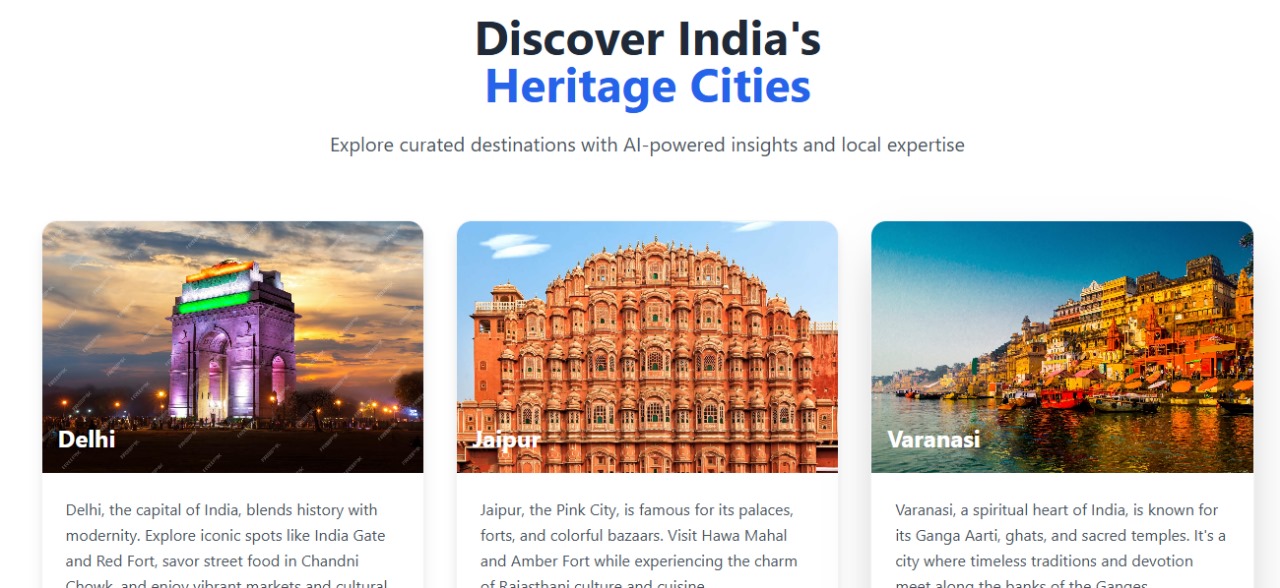 Discover India's
Heritage Cities
Explore curated destinations with AI-powered insights and local expertise
Delhi
Jaipur
Varanasi
Delhi, the capital of India, blends history with
modernity. Explore iconic spots like India Gate
and Red Fort, savor street food in Chandni
Chowk, and enjoy vibrant markets and cultural
Jaipur, the Pink City, is famous for its palaces,
forts, and colorful bazaars. Visit Hawa Mahal
and Amber Fort while experiencing the charm
of Rajasthani culture and cuisine.
Varanasi, a spiritual heart of India, is known for
its Ganga Aarti, ghats, and sacred temples. It's a
city where timeless traditions and devotion
meet along the banks of the Ganges.